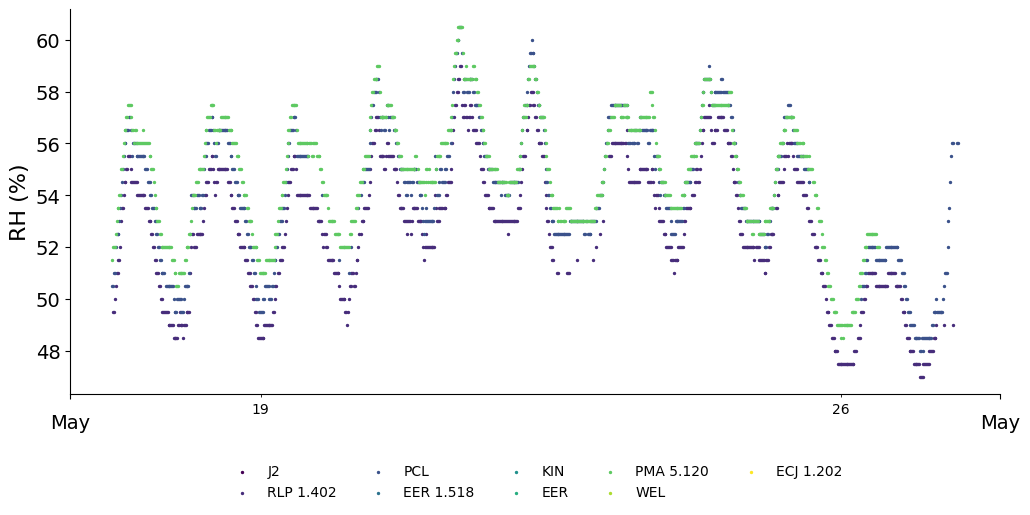 60
58
56
54
52
50
48
RH (%)
19
26
May
May
J2
PCL
KIN
PMA 5.120
ECJ 1.202
RLP 1.402
EER 1.518
EER
WEL